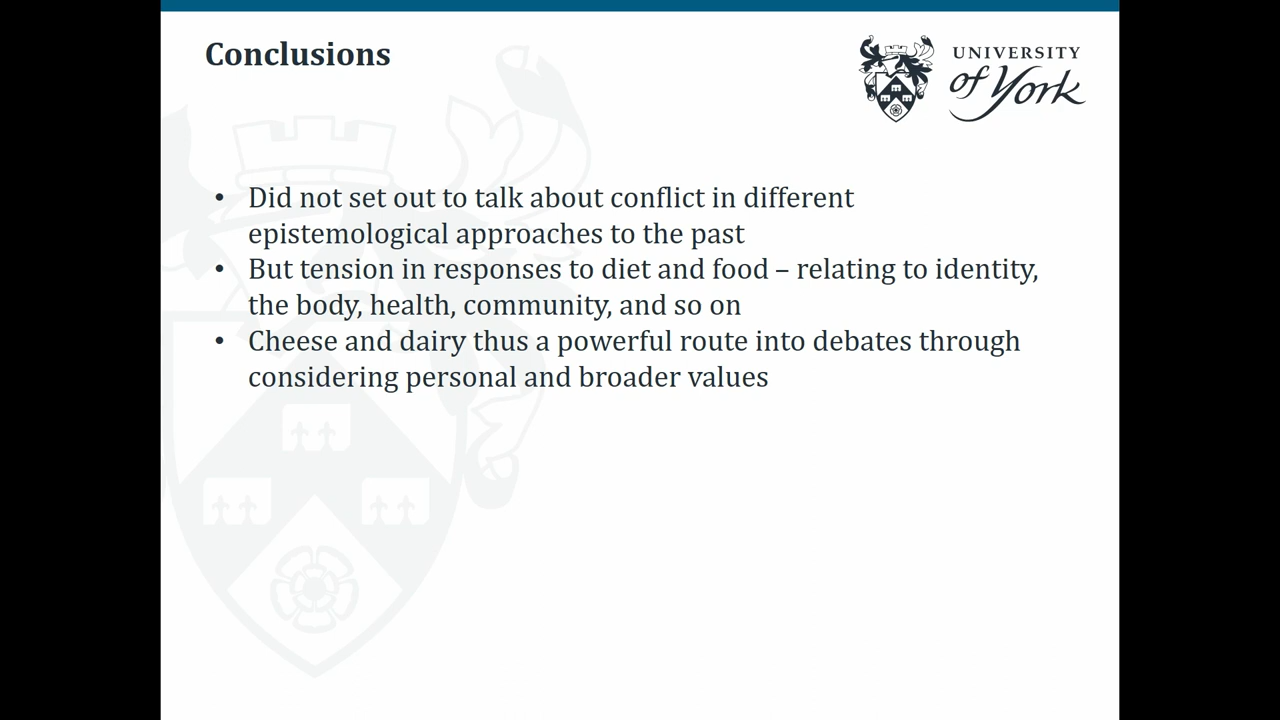 Conclusions
UNIVERSITY
of York
• Did not set out to talk about conflict in different
epistemological approaches to the past
• But tension in responses to diet and food – relating to identity,
the body, health, community, and so on
• Cheese and dairy thus a powerful route into debates through
considering personal and broader values